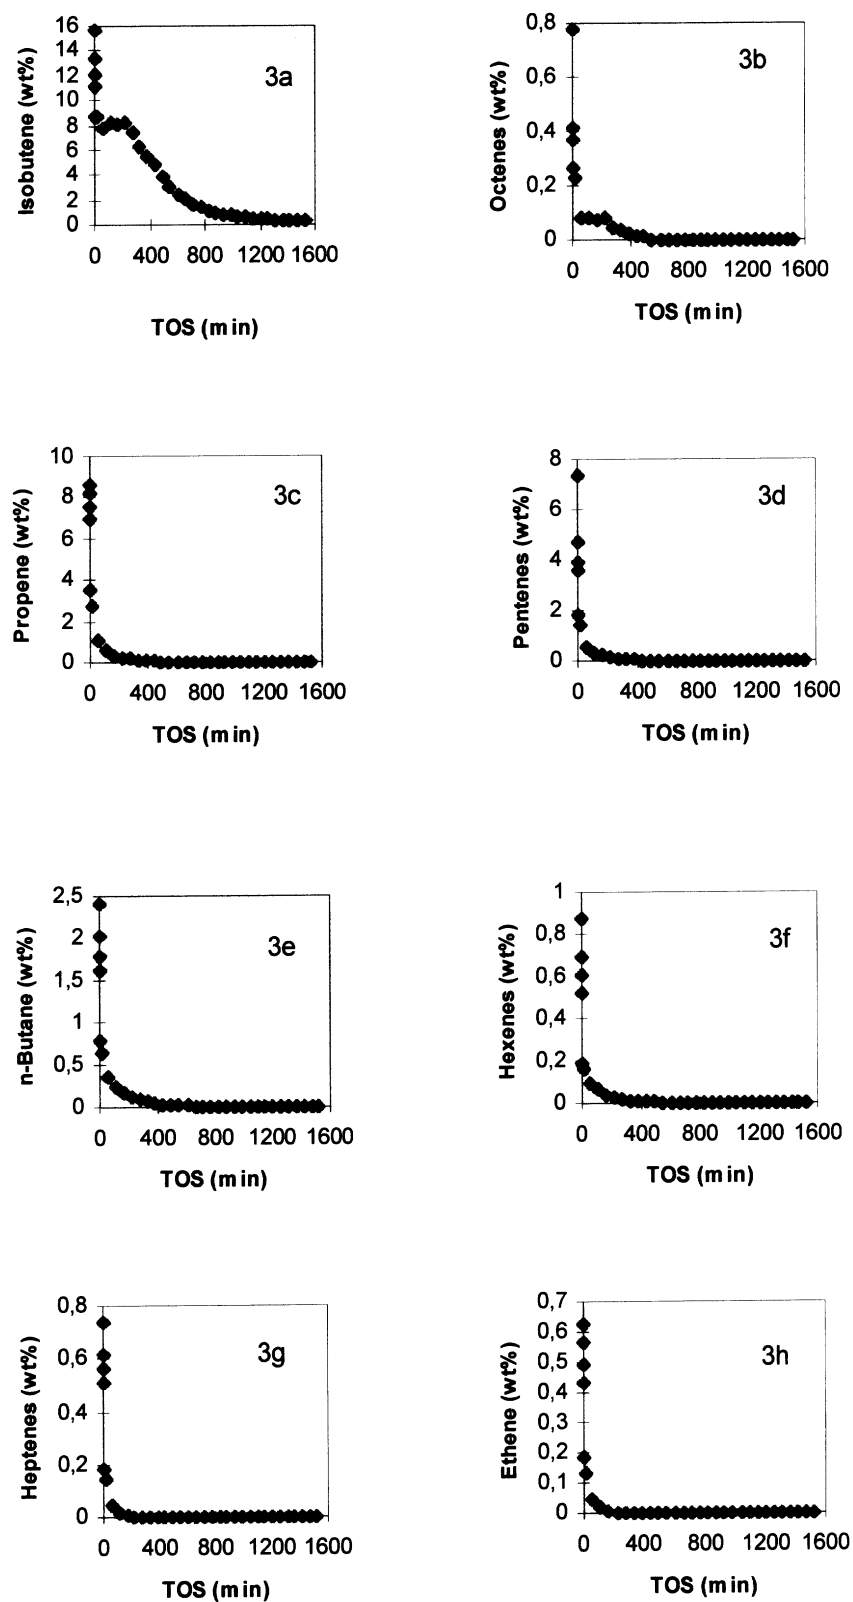 Isobutene (wt%)
16
14
12
10
8
6
4
2
0
3a
0 400 800 1200 1600
TOS (min)
Octenes (wt%)
0,8
0,6
0,4
0,2
0
3b
0 400 800 1200 1600
TOS (min)
Propene (wt%)
10
8
6
4
2
0
3c
0 400 800 1200 1600
TOS (min)
Pentenes (wt%)
8
6
4
2
0
3d
0 400 800 1200 1600
TOS (min)
n-Butane (wt%)
2,5
2
1,5
1
0,5
0
3e
0 400 800 1200 1600
TOS (min)
Hexenes (wt%)
1
0,8
0,6
0,4
0,2
0
3f
0 400 800 1200 1600
TOS (min)
Heptenes (wt%)
0,8
0,6
0,4
0,2
0
3g
0 400 800 1200 1600
TOS (min)
Ethene (wt%)
0,7
0,6
0,5
0,4
0,3
0,2
0,1
0
3h
0 400 800 1200 1600
TOS (min)